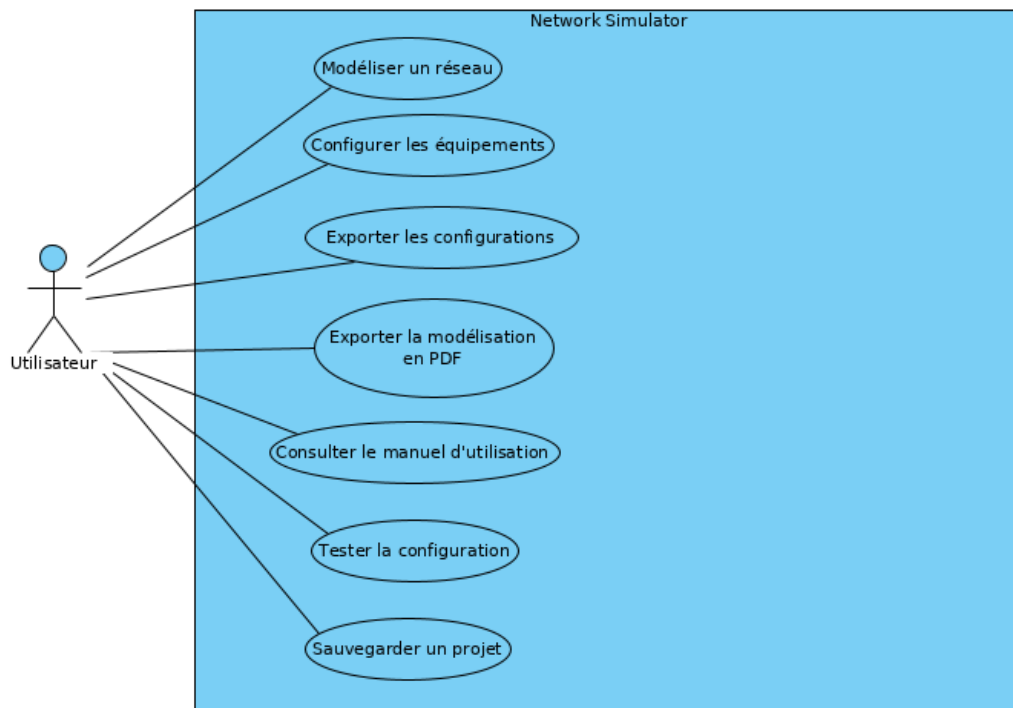 Network Simulator
Modéliser un réseau
Configurer les équipements
Exporter les configurations
Exporter la modélisation
en PDF
Utilisateur
Consulter le manuel d'utilisation
Tester la configuration
Sauvegarder un projet